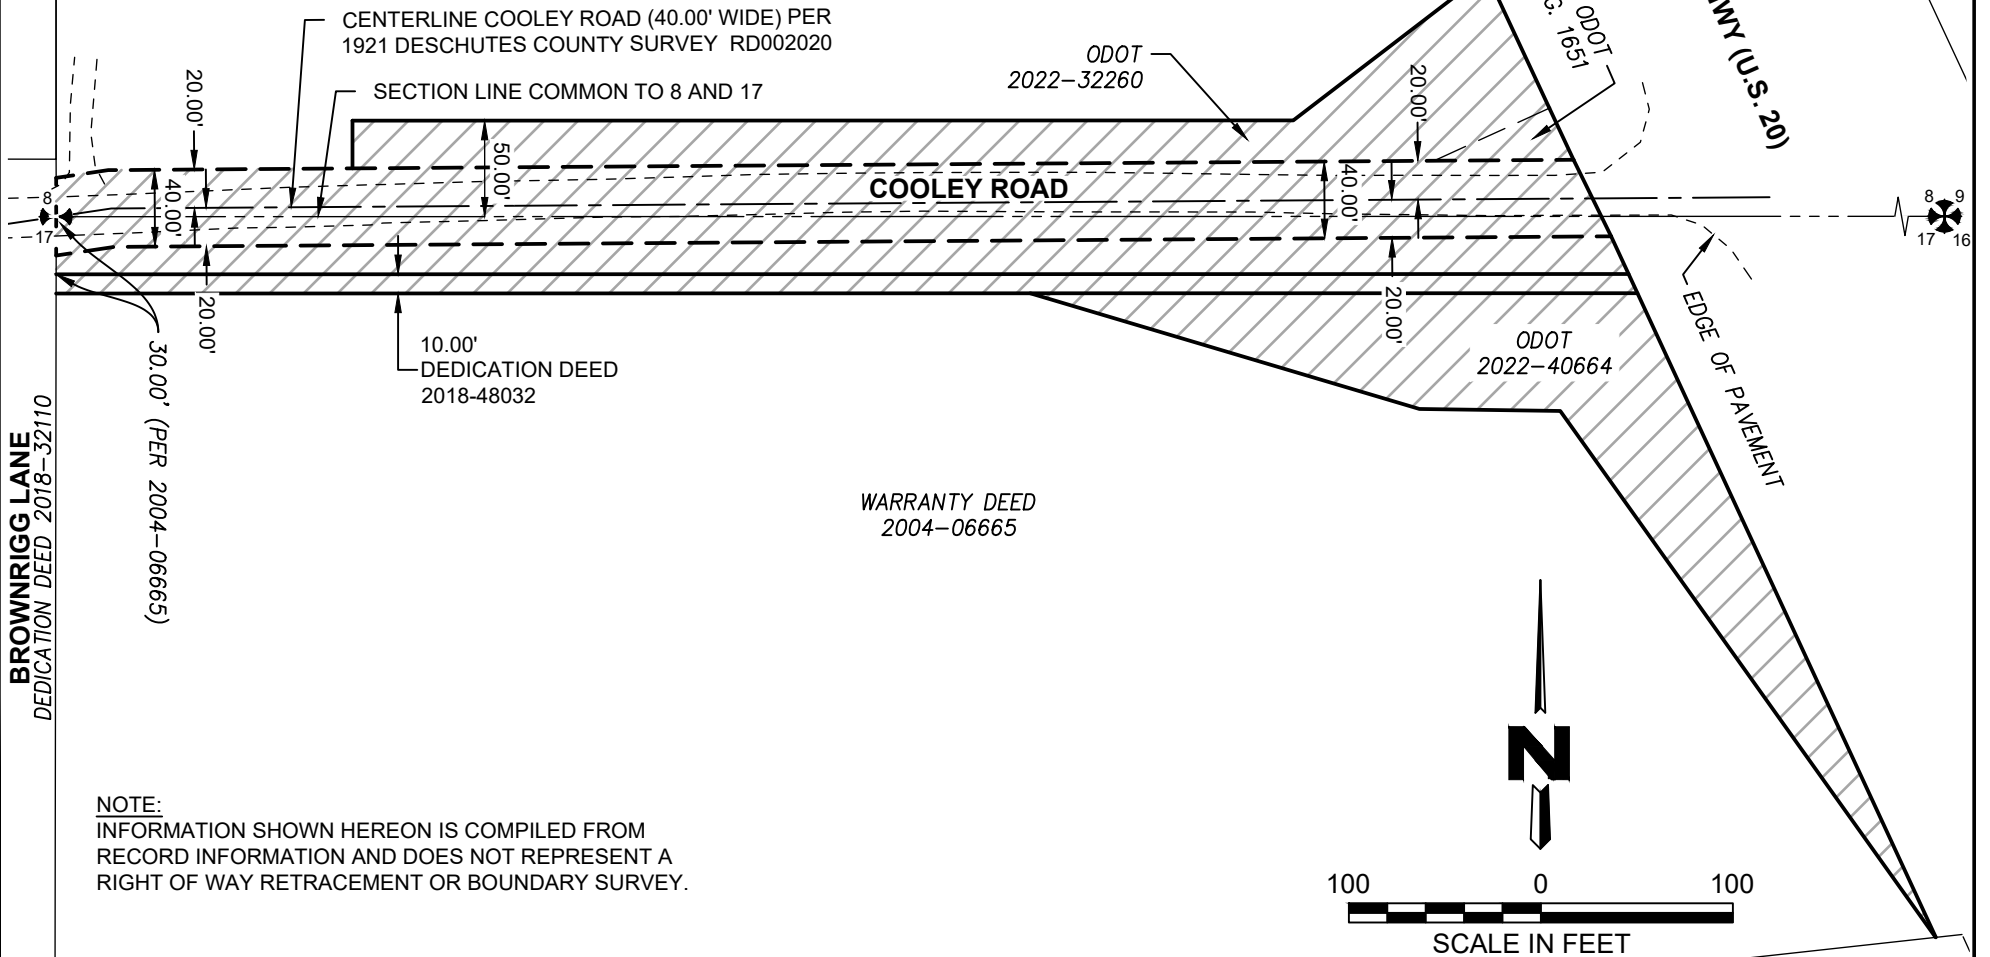 CENTERLINE COOLEY ROAD (40.00' WIDE) PER
1921 DESCHUTES COUNTY SURVEY RD002020
SECTION LINE COMMON TO 8 AND 17
ODOT
2022-32260
ODOT
G. 1651
HWY (U.S. 20)
20.00'
40.00'
20.00'
50.00'
COOLEY ROAD
20.00'
40.00'
20.00'
8
17
8 9
17 16
30.00' (PER 2004-06665)
10.00'
DEDICATION DEED
2018-48032
ODOT
2022-40664
EDGE OF PAVEMENT
BROWNRIGG LANE
DEDICATION DEED 2018-32110
WARRANTY DEED
2004-06665
N
NOTE:
INFORMATION SHOWN HEREON IS COMPILED FROM
RECORD INFORMATION AND DOES NOT REPRESENT A
RIGHT OF WAY RETRACEMENT OR BOUNDARY SURVEY.
100 0 100
SCALE IN FEET